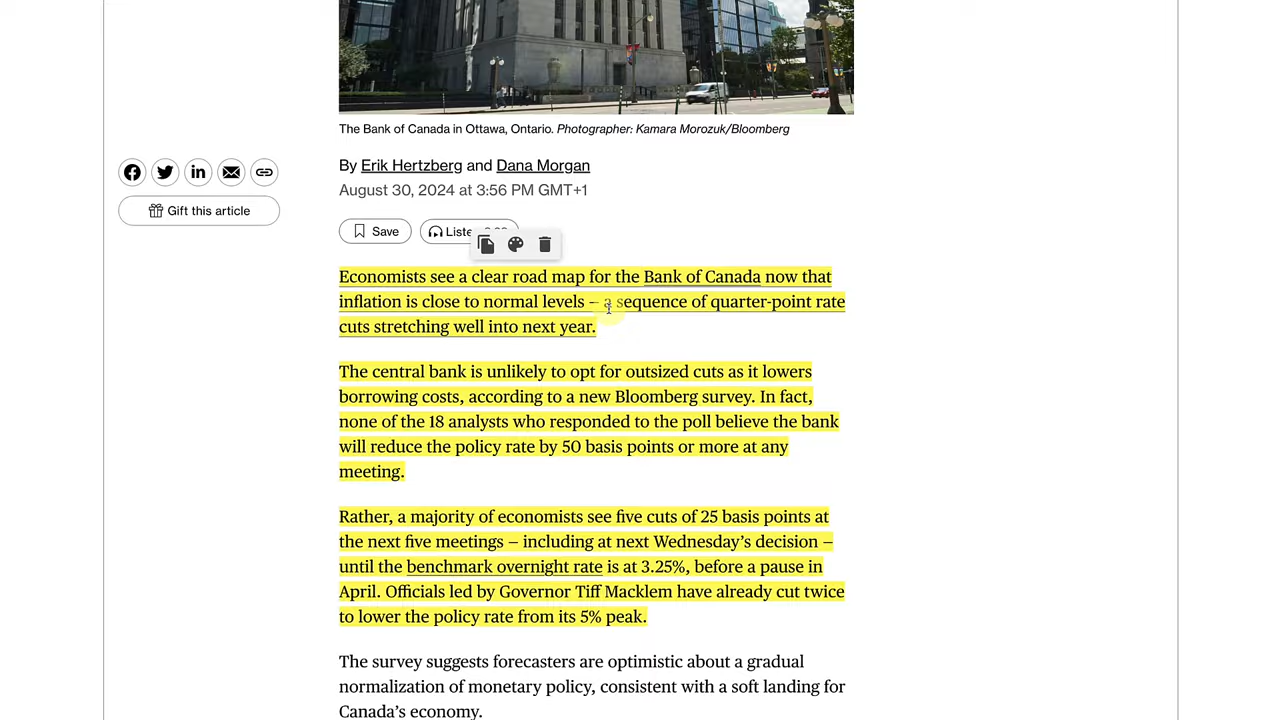 The Bank of Canada in Ottawa, Ontario. Photographer: Kamara Morozuk/Bloomberg
By Erik Hertzberg and Dana Morgan
August 30, 2024 at 3:56 PM GMT+1
Gift this article
Save
Economists see a clear road map for the Bank of Canada now that
inflation is close to normal levels – a sequence of quarter-point rate
cuts stretching well into next year.
The central bank is unlikely to opt for outsized cuts as it lowers
borrowing costs, according to a new Bloomberg survey. In fact,
none of the 18 analysts who responded to the poll believe the bank
will reduce the policy rate by 50 basis points or more at any
meeting.
Rather, a majority of economists see five cuts of 25 basis points at
the next five meetings – including at next Wednesday’s decision –
until the benchmark overnight rate is at 3.25%, before a pause in
April. Officials led by Governor Tiff Macklem have already cut twice
to lower the policy rate from its 5% peak.
The survey suggests forecasters are optimistic about a gradual
normalization of monetary policy, consistent with a soft landing for
Canada’s economy.